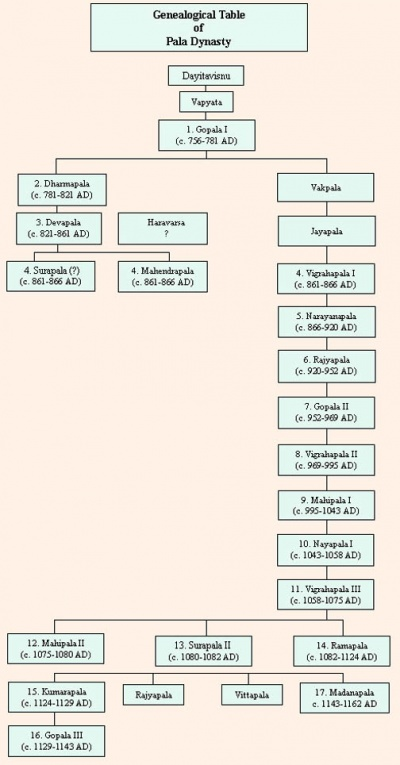 Genealogical Table
of
Pala Dynasty
Dayitavisnu
Vapyata
1. Gopala I
(c. 756-781 AD)
2. Dharmapala
(c. 781-821 AD)
Vakpala
3. Devapala
(c. 821-861 AD)
Haravarsa
?
Jayapala
4. Surapala (?)
(c. 861-866 AD)
4. Mahendrapala
(c. 861-866 AD)
4. Vigrahapala I
(c. 861-866 AD)
5. Narayanapala
(c. 866-920 AD)
6. Rajyapala
(c. 920-952 AD)
7. Gopala II
(c. 952-969 AD)
8. Vigrahapala II
(c. 969-995 AD)
9. Mahipala I
(c. 995-1043 AD)
10. Nayapala I
(c. 1043-1058 AD)
11. Vigrahapala III
(c. 1058-1075 AD)
12. Mahipala II
(c. 1075-1080 AD)
13. Surapala II
(c. 1080-1082 AD)
14. Ramapala
(c. 1082-1124 AD)
15. Kumarapala
(c. 1124-1129 AD)
Rajyapala
Vittapala
17. Madanapala
c. 1143-1162 AD
16. Gopala III
(c. 1129-1143 AD)